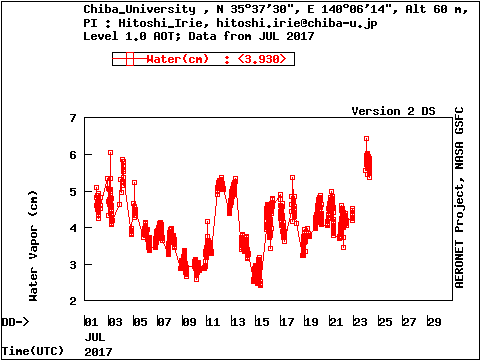 Chiba_University , N 35°37'30", E 140°06'14", Alt 60 m,
PI : Hitoshi_Irie, hitoshi.irie@chiba-u.jp
Level 1.0 AOT; Data from JUL 2017
Water(cm) : <3.930>
Version 2 DS
7
6
5
4
3
2
Water Vapor (cm)
AERONET Project, NASA GSFC
DD-> 01 03 05 07 09 11 13 15 17 19 21 23 25 27 29
JUL
Time(UTC) 2017